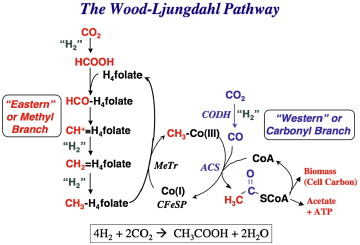 The Wood-Ljungdahl Pathway
CO2
"H2"
HCOOH
H4folate
HCO-H4folate
"Eastern"
or Methyl
Branch
CH+=H4folate
"H2"
CH2=H4folate
"H2"
CH3-H4folate
CH3-Co(III)
MeTr
Co(I)
CFeSP
CO2
CODH
"H2"
CO
ACS
"Western" or
Carbonyl Branch
CoA
O
H3C
SCoA
Biomass
(Cell Carbon)
Acetate
+ ATP
4H2 + 2CO2 → CH3COOH + 2H2O